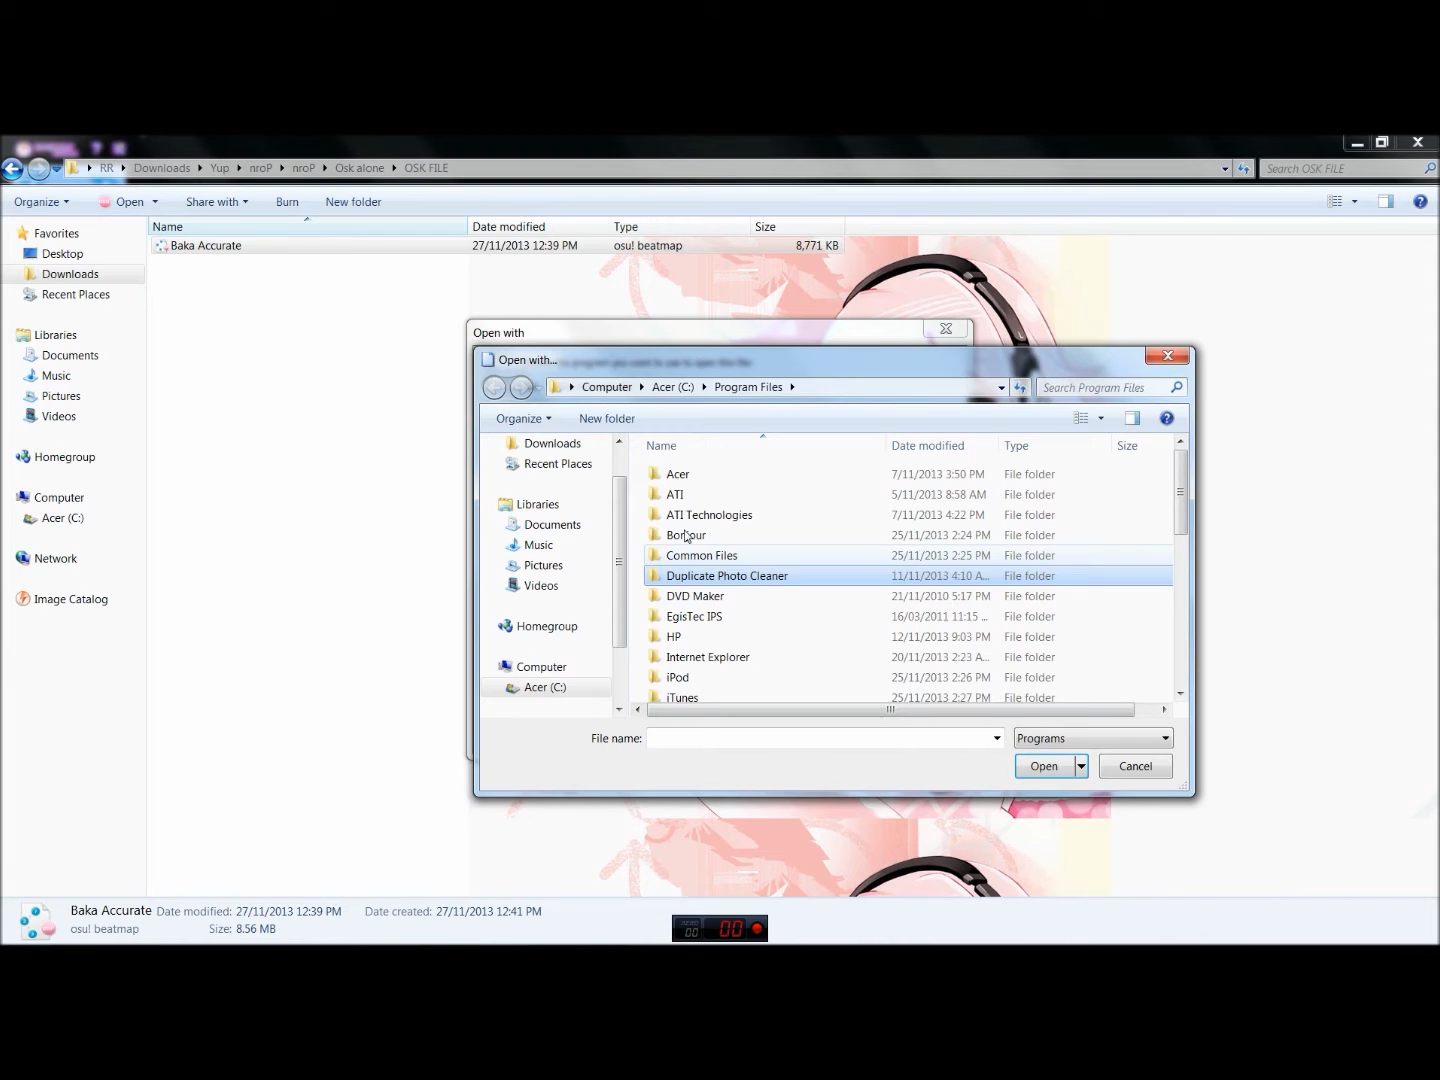 RR Downloads Yup nroP nroP Osk alone OSK FILE Search OSK FILE
Organize Open Share with Burn New folder
Name Date modified Type Size
Favorites
Baka Accurate 27/11/2013 12:39 PM osu! beatmap 8,771 KB
Desktop
Downloads
Recent Places
Libraries
Documents
Music
Pictures
Videos
Homegroup
Computer
Acer (C:)
Network
Image Catalog
Open with
Open with...
program you want to use to open this file
Computer Acer (C:) Program Files Search Program Files
Organize New folder
Downloads
Recent Places
Libraries
Documents
Music
Pictures
Videos
Homegroup
Computer
Acer (C:)
Name Date modified Type Size
Acer 7/11/2013 3:50 PM File folder
ATI 5/11/2013 8:58 AM File folder
ATI Technologies 7/11/2013 4:22 PM File folder
Bonjour 25/11/2013 2:24 PM File folder
Common Files 25/11/2013 2:25 PM File folder
Duplicate Photo Cleaner 11/11/2013 4:10 A... File folder
DVD Maker 21/11/2010 5:17 PM File folder
EgisTec IPS 16/03/2011 11:15 ... File folder
HP 12/11/2013 9:03 PM File folder
Internet Explorer 20/11/2013 2:23 A... File folder
iPod 25/11/2013 2:26 PM File folder
iTunes 25/11/2013 2:27 PM File folder
File name: Programs
Open Cancel
Baka Accurate Date modified: 27/11/2013 12:39 PM Date created: 27/11/2013 12:41 PM
osu! beatmap Size: 8.56 MB
00 00